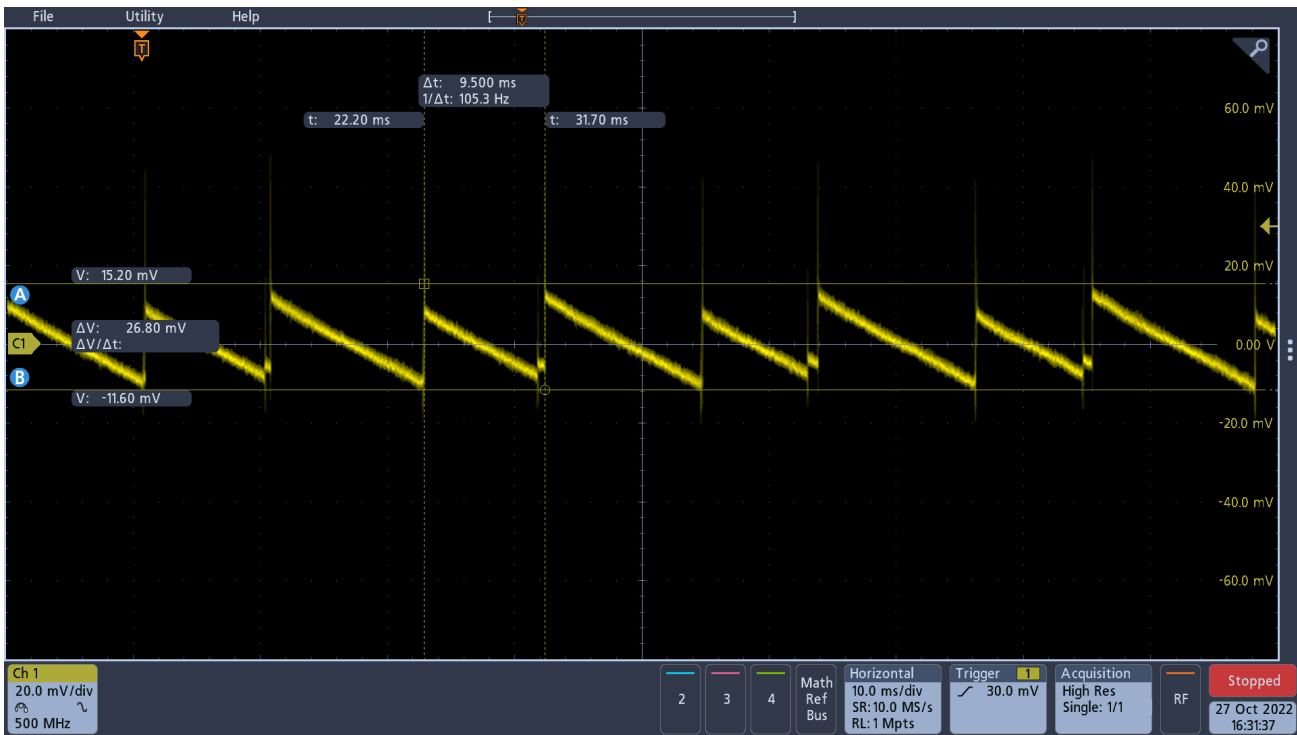 File Utility Help
[ T ]
T
Δt: 9.500 ms
1/Δt: 105.3 Hz
t: 22.20 ms
t: 31.70 ms
60.0 mV
40.0 mV
20.0 mV
V: 15.20 mV
A
ΔV: 26.80 mV
ΔV/Δt:
C1
0.00 V
B
V: -11.60 mV
-20.0 mV
-40.0 mV
-60.0 mV
Ch 1
20.0 mV/div
500 MHz
2
3
4
Math
Ref
Bus
Horizontal
10.0 ms/div
SR: 10.0 MS/s
RL: 1 Mpts
Trigger 1
30.0 mV
Acquisition
High Res
Single: 1/1
RF
Stopped
27 Oct 2022
16:31:37